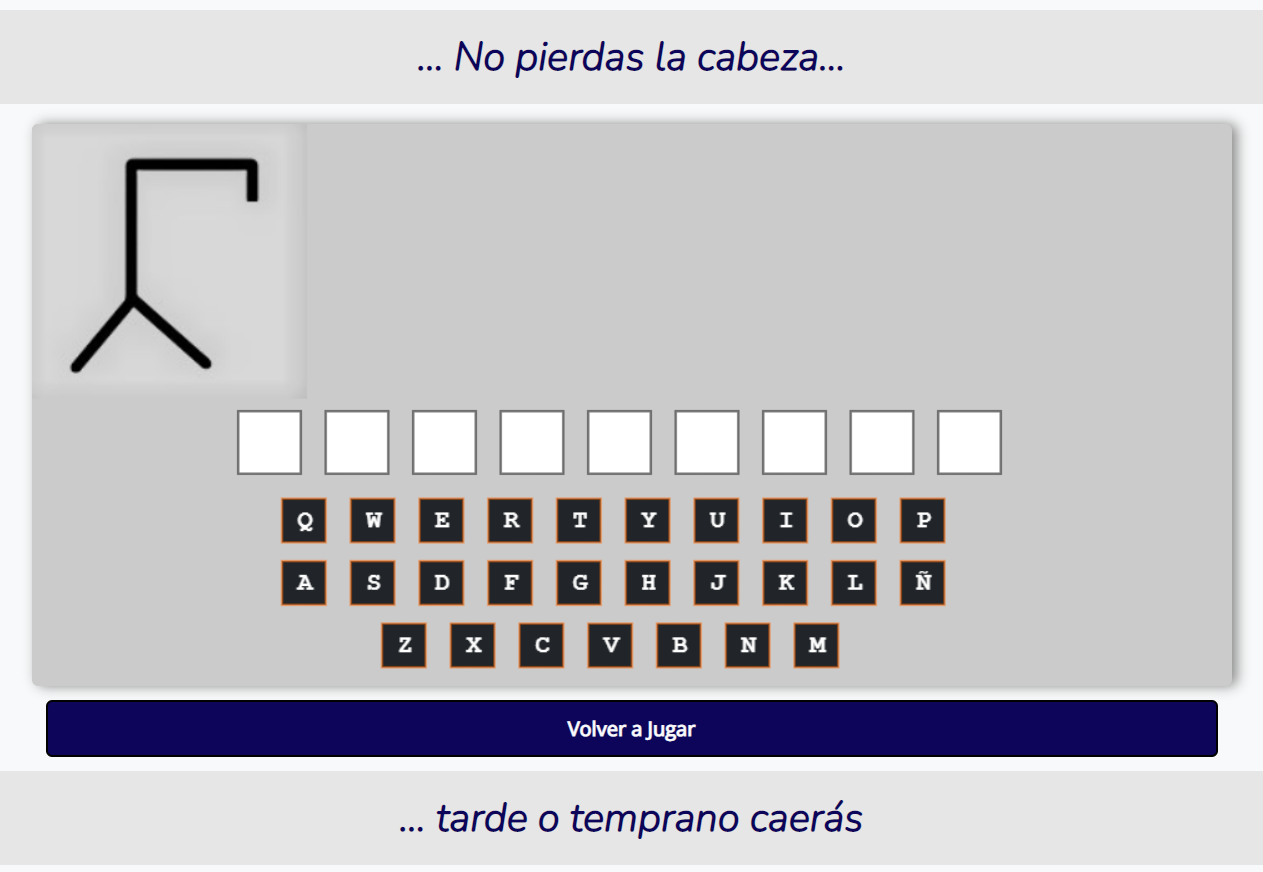 ... No pierdas la cabeza...
Q W E R T Y U I O P
A S D F G H J K L Ñ
Z X C V B N M
Volver a Jugar
... tarde o temprano caerás